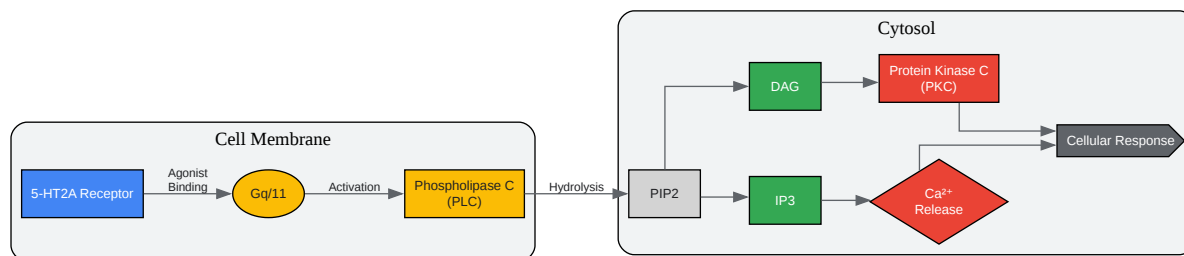 Cell Membrane
5-HT2A Receptor
Agonist
Binding
Gq/11
Activation
Phospholipase C
(PLC)
Hydrolysis
Cytosol
PIP2
DAG
Protein Kinase C
(PKC)
IP3
Ca²⁺
Release
Cellular Response